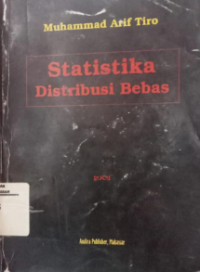 Muhammad Arif Tiro
Statistika
Distribusi Bebas
Andira Publisher, Makassar